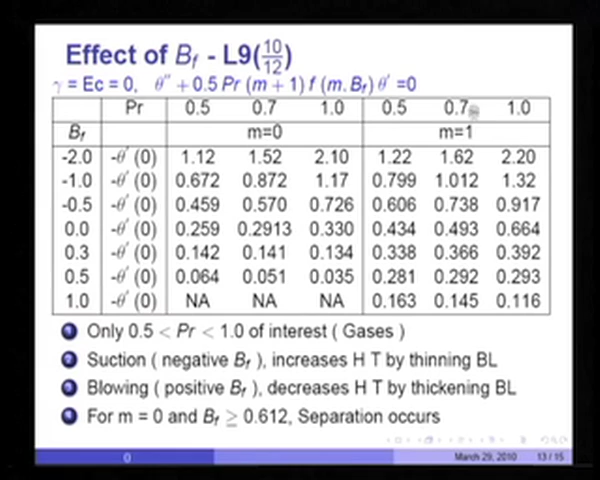 Effect of Bf - L9(10/12)
γ = Ec = 0, θ″ + 0.5 Pr (m + 1) f (m, Bf) θ′ = 0
Pr 0.5 0.7 1.0 0.5 0.7 1.0
Bf m=0 m=1
-2.0 -θ′ (0) 1.12 1.52 2.10 1.22 1.62 2.20
-1.0 -θ′ (0) 0.672 0.872 1.17 0.799 1.012 1.32
-0.5 -θ′ (0) 0.459 0.570 0.726 0.606 0.738 0.917
0.0 -θ′ (0) 0.259 0.2913 0.330 0.434 0.493 0.664
0.3 -θ′ (0) 0.142 0.141 0.134 0.338 0.366 0.392
0.5 -θ′ (0) 0.064 0.051 0.035 0.281 0.292 0.293
1.0 -θ′ (0) NA NA NA 0.163 0.145 0.116
1 Only 0.5 < Pr < 1.0 of interest ( Gases )
2 Suction ( negative Bf ), increases H T by thinning BL
3 Blowing ( positive Bf ), decreases H T by thickening BL
4 For m = 0 and Bf ≥ 0.612, Separation occurs
() March 29, 2010 13 / 15